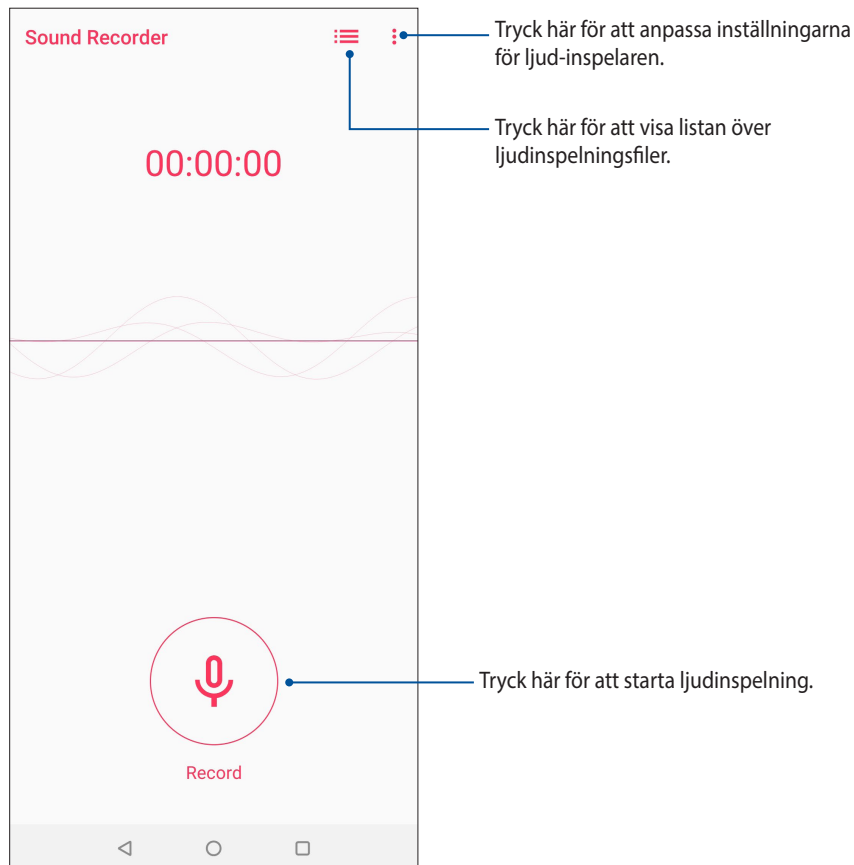 Sound Recorder
Tryck här för att anpassa inställningarna
för ljud-inspelaren.
Tryck här för att visa listan över
ljudinspelningsfiler.
00:00:00
Tryck här för att starta ljudinspelning.
Record